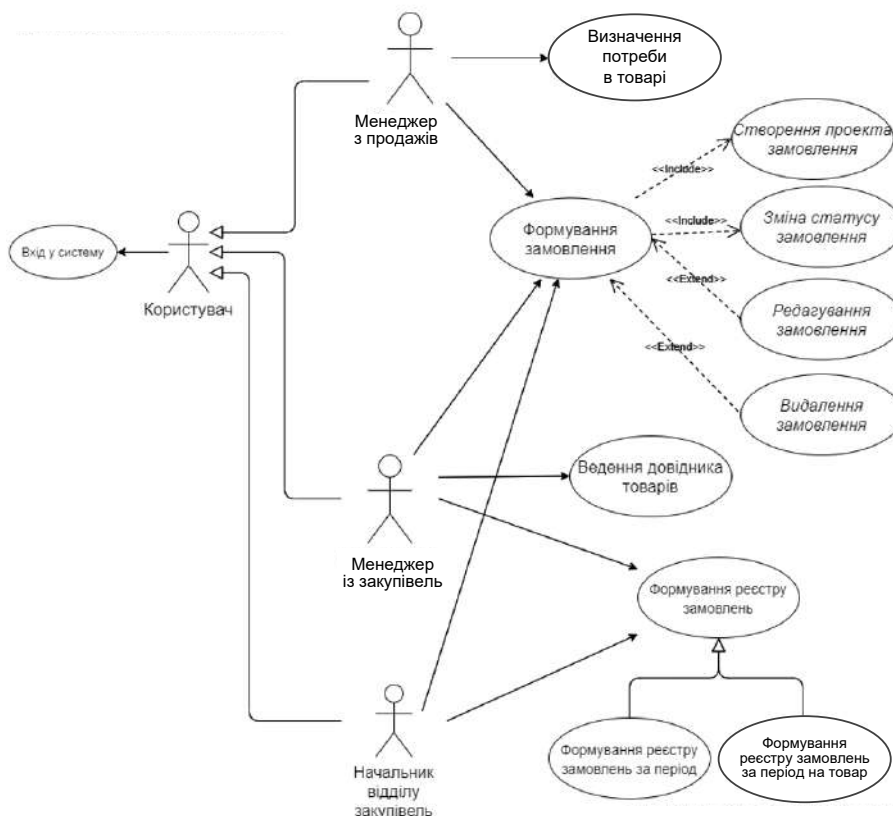 Визначення
потреби
в товарі
Менеджер
з продажів
Створення проекта
замовлення
<<Include>>
Формування
замовлення
<<Include>>
Зміна статусу
замовлення
Вхід у систему
Користувач
<<Extend>>
Редагування
замовлення
<<Extend>>
Видалення
замовлення
Ведення довідника
товарів
Менеджер
із закупівель
Формування реєстру
замовлень
Формування реєстру
замовлень за період
Формування
реєстру замовлень
за період на товар
Начальник
відділу
закупівель